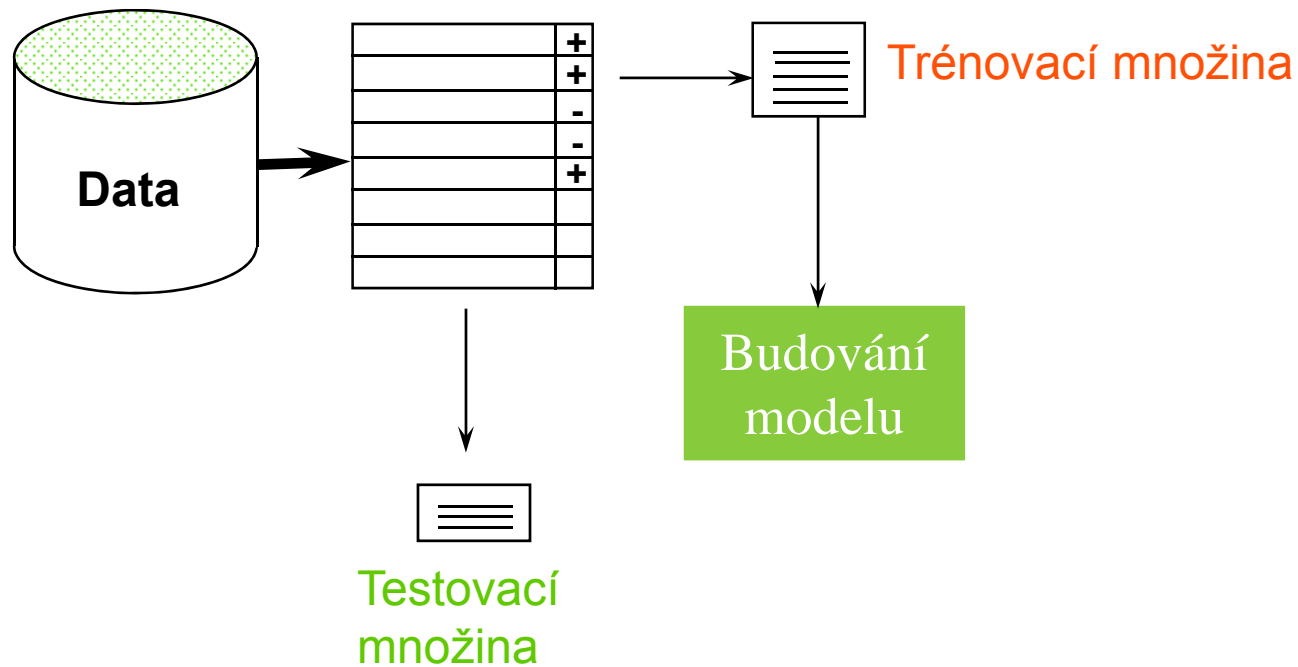 Data
+
+
-
-
+
Trénovací množina
Budování
modelu
Testovací
množina